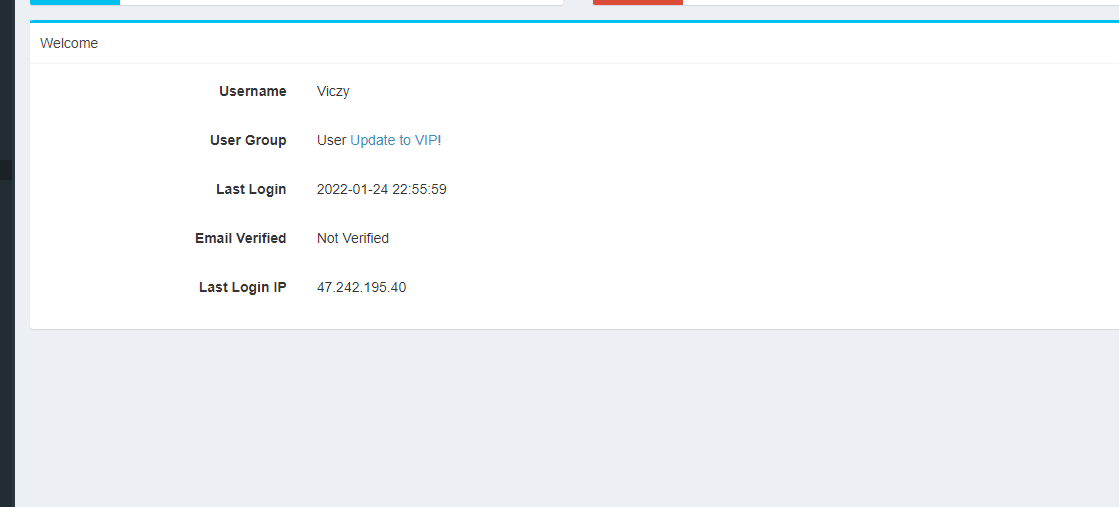 Welcome
Username Viczy
User Group User Update to VIP!
Last Login 2022-01-24 22:55:59
Email Verified Not Verified
Last Login IP 47.242.195.40